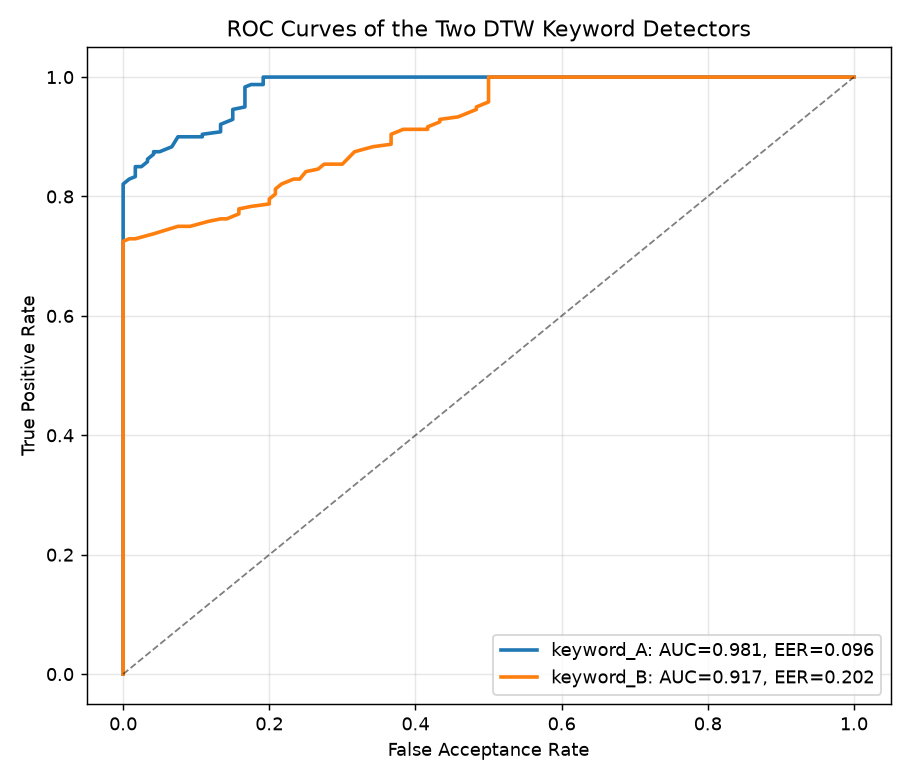 ROC Curves of the Two DTW Keyword Detectors
True Positive Rate
1.0
0.8
0.6
0.4
0.2
0.0
0.0 0.2 0.4 0.6 0.8 1.0
False Acceptance Rate
keyword_A: AUC=0.981, EER=0.096
keyword_B: AUC=0.917, EER=0.202